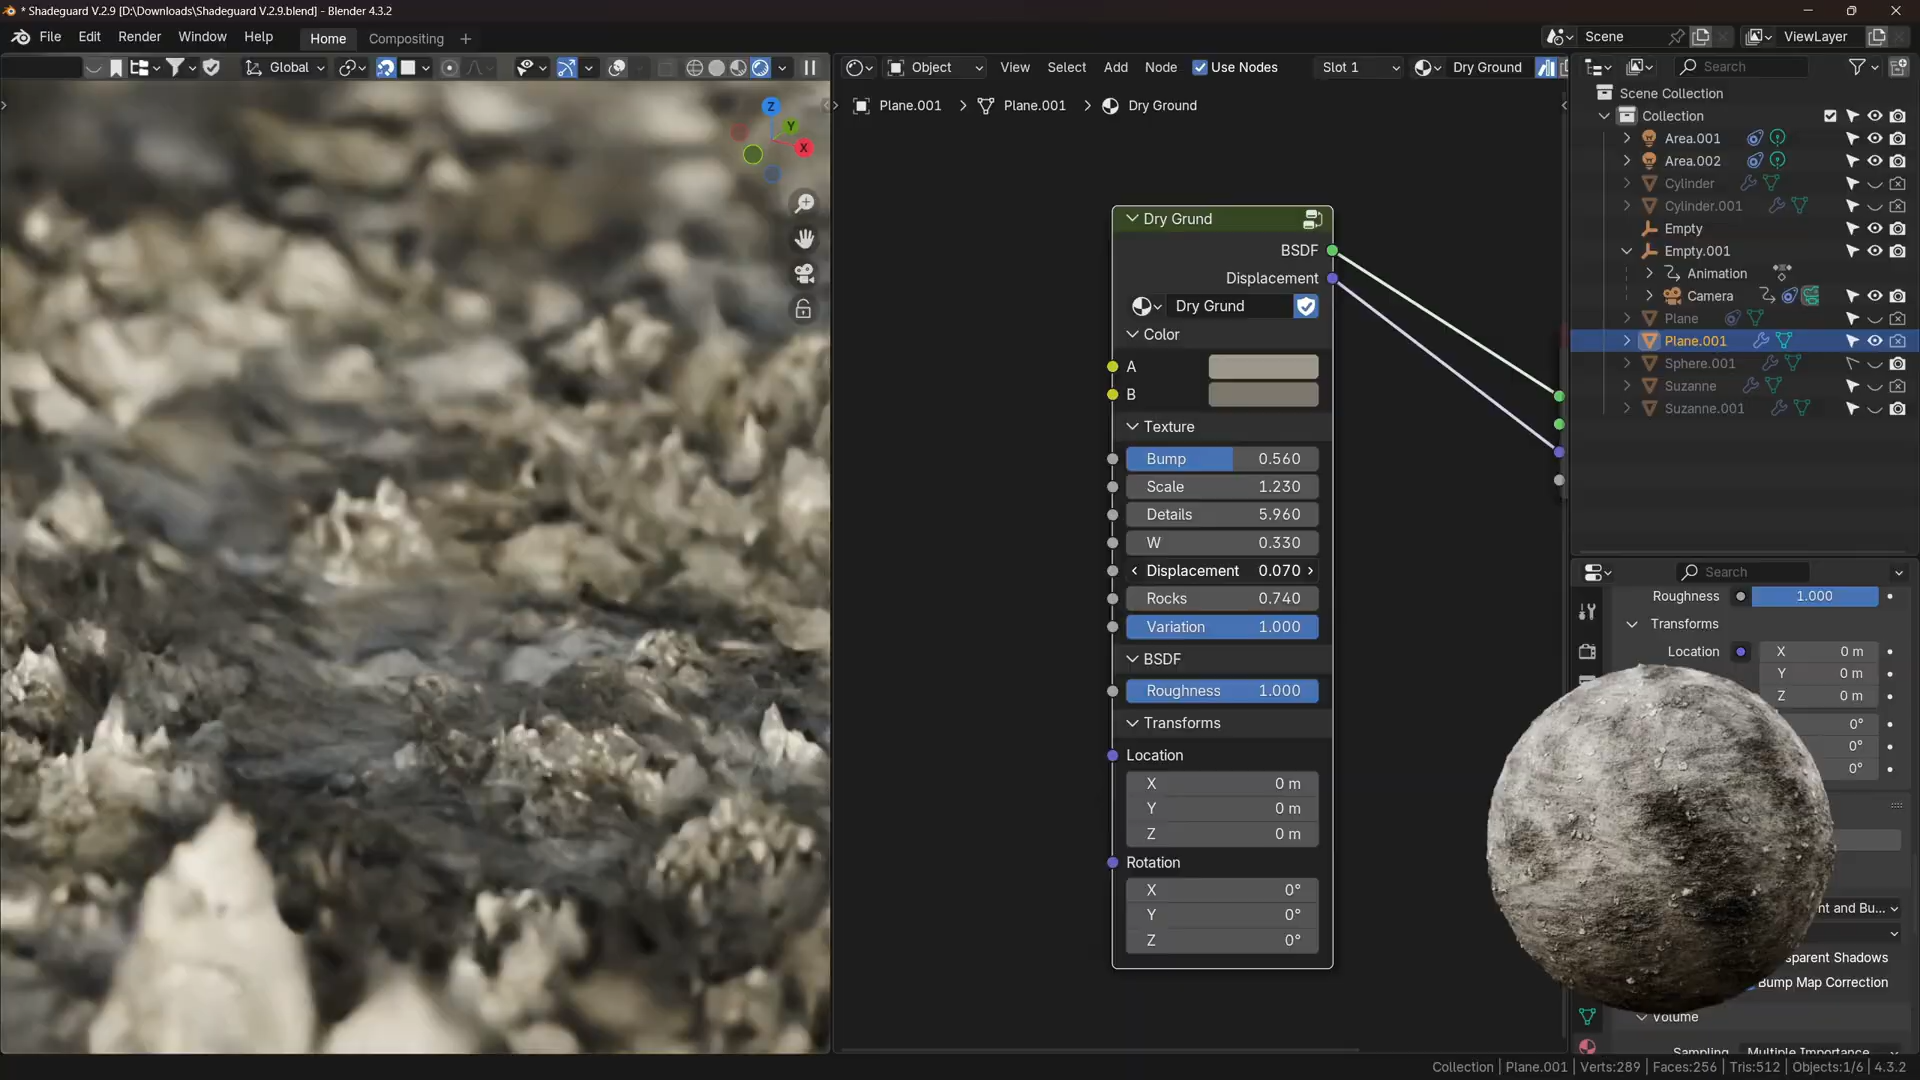 * Shadeguard V.2.9 [D:\Downloads\Shadeguard V.2.9.blend] - Blender 4.3.2
File Edit Render Window Help Home Compositing + Scene ViewLayer
Global
Object View Select Add Node Use Nodes Slot 1 Dry Ground
Search
Plane.001 > Plane.001 > Dry Ground
Z
Y
X
Scene Collection
Collection
Area.001
Area.002
Cylinder
Cylinder.001
Empty
Empty.001
Animation
Camera
Plane
Plane.001
Sphere.001
Suzanne
Suzanne.001
Dry Grund
BSDF
Displacement
Dry Grund
Color
A
B
Texture
Bump 0.560
Scale 1.230
Details 5.960
W 0.330
Displacement 0.070
Rocks 0.740
Variation 1.000
BSDF
Roughness 1.000
Transforms
Location
X 0 m
Y 0 m
Z 0 m
Rotation
X 0°
Y 0°
Z 0°
Search
Roughness 1.000
Transforms
Location X 0 m
Y 0 m
Z 0 m
0°
0°
0°
nt and Bu...
sparent Shadows
Bump Map Correction
Volume
Sampling Multiple Importance
Collection | Plane.001 | Verts:289 | Faces:256 | Tris:512 | Objects:1/6 | 4.3.2